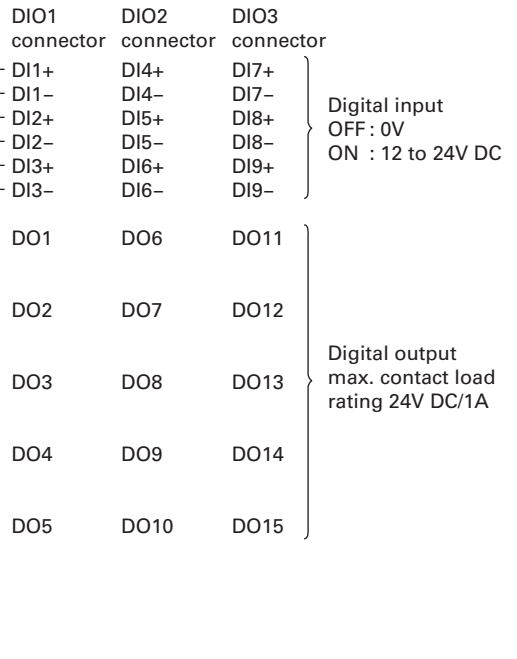 DIO1 DIO2 DIO3
connector connector connector
DI1+ DI4+ DI7+
DI1− DI4− DI7−
DI2+ DI5+ DI8+
DI2− DI5− DI8−
DI3+ DI6+ DI9+
DI3− DI6− DI9−
Digital input
OFF : 0V
ON : 12 to 24V DC
DO1 DO6 DO11
DO2 DO7 DO12
DO3 DO8 DO13
DO4 DO9 DO14
DO5 DO10 DO15
Digital output
max. contact load
rating 24V DC/1A